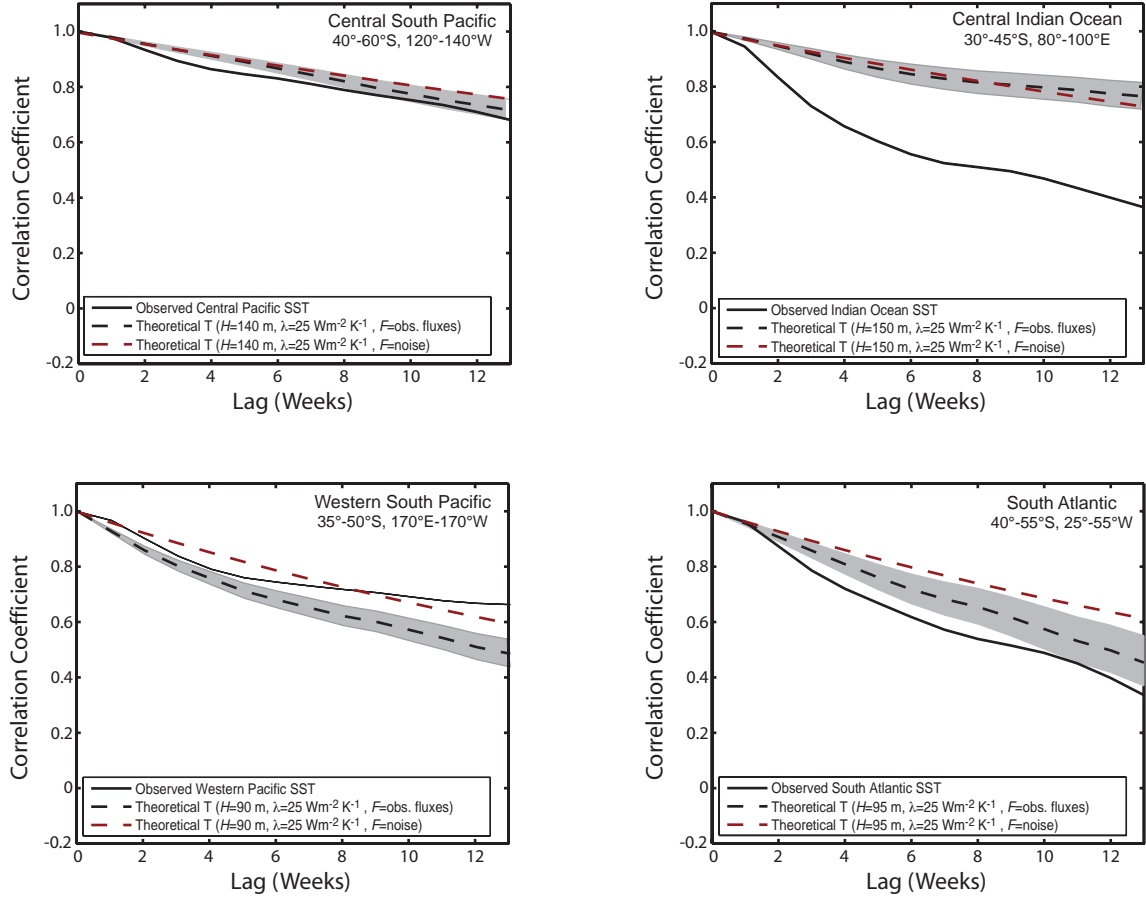 Central South Pacific
40°-60°S, 120°-140°W
Correlation Coefficient
1.0
0.8
0.6
0.4
0.2
0
-0.2
Observed Central Pacific SST
Theoretical T (H=140 m, λ=25 Wm-2 K-1 , F=obs. fluxes)
Theoretical T (H=140 m, λ=25 Wm-2 K-1 , F=noise)
0 2 4 6 8 10 12
Lag (Weeks)
Central Indian Ocean
30°-45°S, 80°-100°E
Correlation Coefficient
1.0
0.8
0.6
0.4
0.2
0
-0.2
Observed Indian Ocean SST
Theoretical T (H=150 m, λ=25 Wm-2 K-1 , F=obs. fluxes)
Theoretical T (H=150 m, λ=25 Wm-2 K-1 , F=noise)
0 2 4 6 8 10 12
Lag (Weeks)
Western South Pacific
35°-50°S, 170°E-170°W
Correlation Coefficient
1.0
0.8
0.6
0.4
0.2
0
-0.2
Observed Western Pacific SST
Theoretical T (H=90 m, λ=25 Wm-2 K-1 , F=obs. fluxes)
Theoretical T (H=90 m, λ=25 Wm-2 K-1 , F=noise)
0 2 4 6 8 10 12
Lag (Weeks)
South Atlantic
40°-55°S, 25°-55°W
Correlation Coefficient
1.0
0.8
0.6
0.4
0.2
0
-0.2
Observed South Atlantic SST
Theoretical T (H=95 m, λ=25 Wm-2 K-1 , F=obs. fluxes)
Theoretical T (H=95 m, λ=25 Wm-2 K-1 , F=noise)
0 2 4 6 8 10 12
Lag (Weeks)